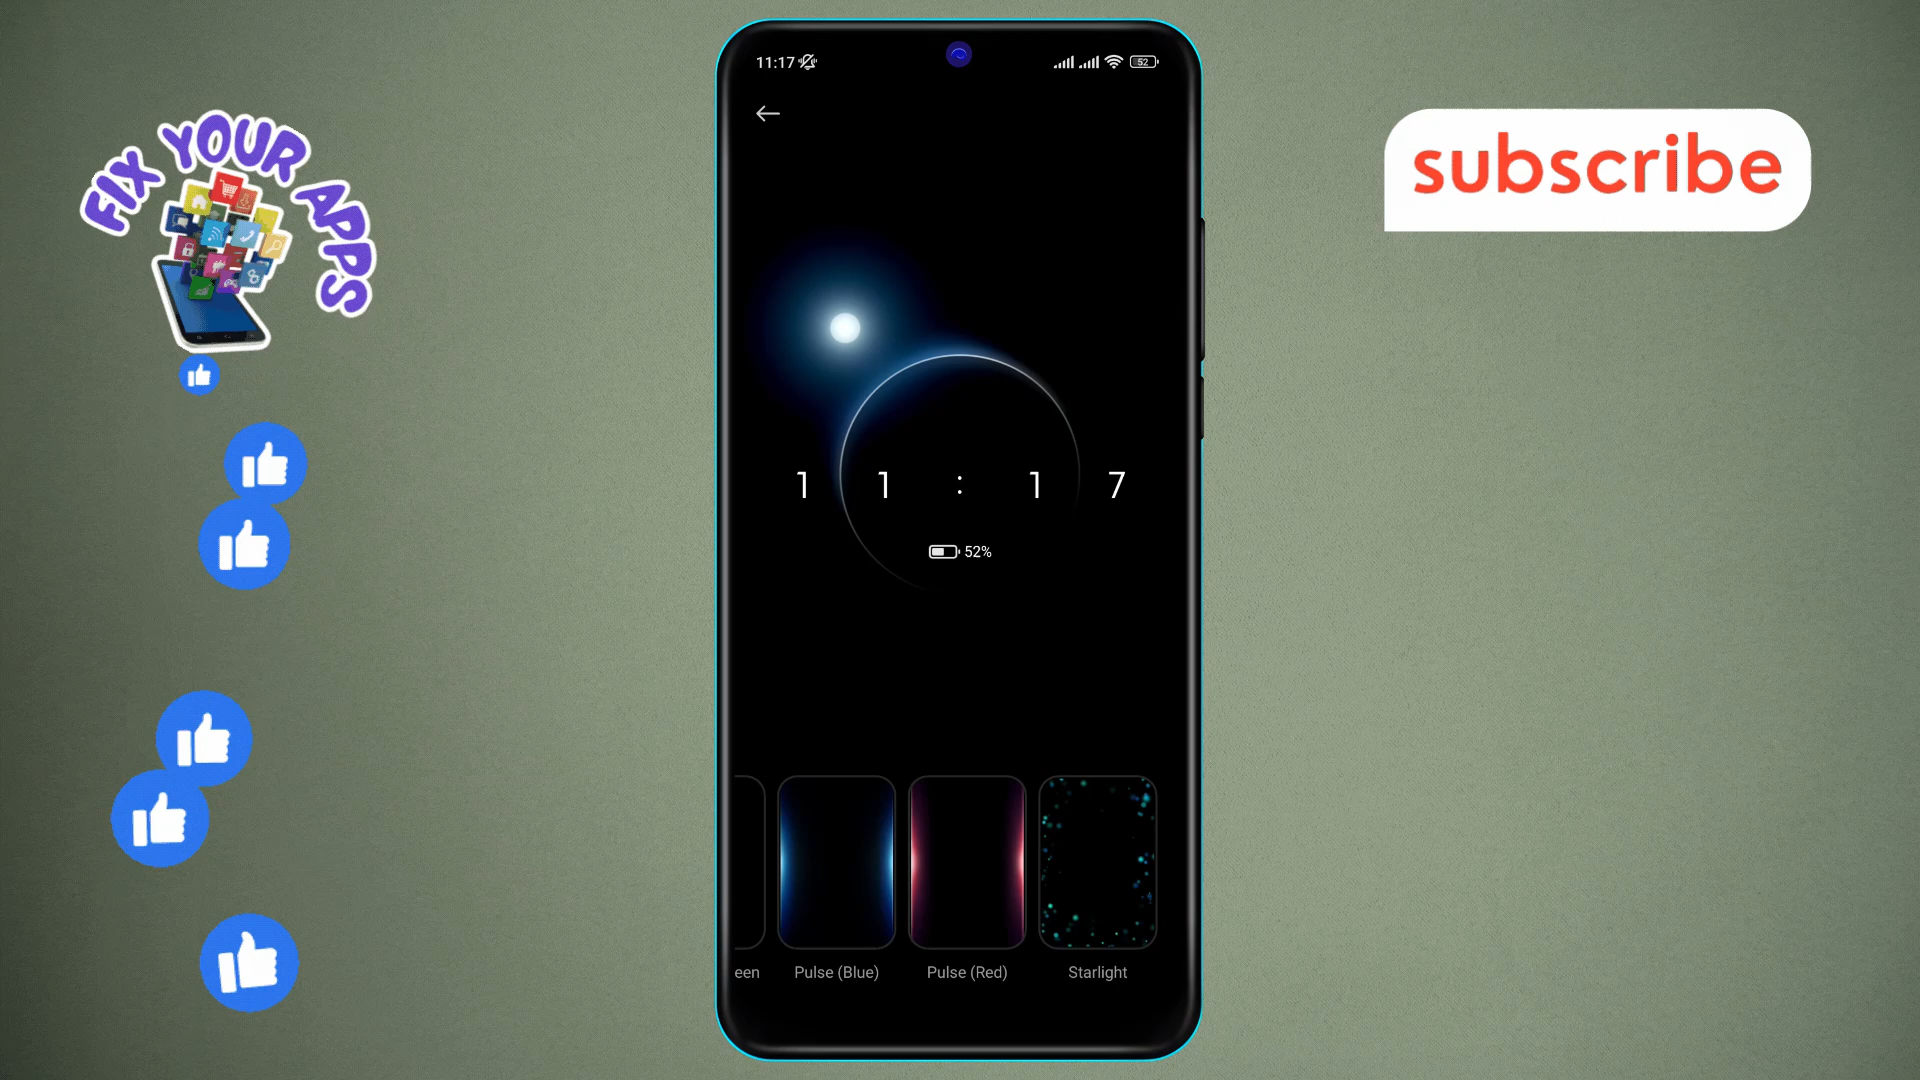 FIX YOUR APPS
subscribe
11:17
52
1 1 : 1 7
52%
een
Pulse (Blue)
Pulse (Red)
Starlight